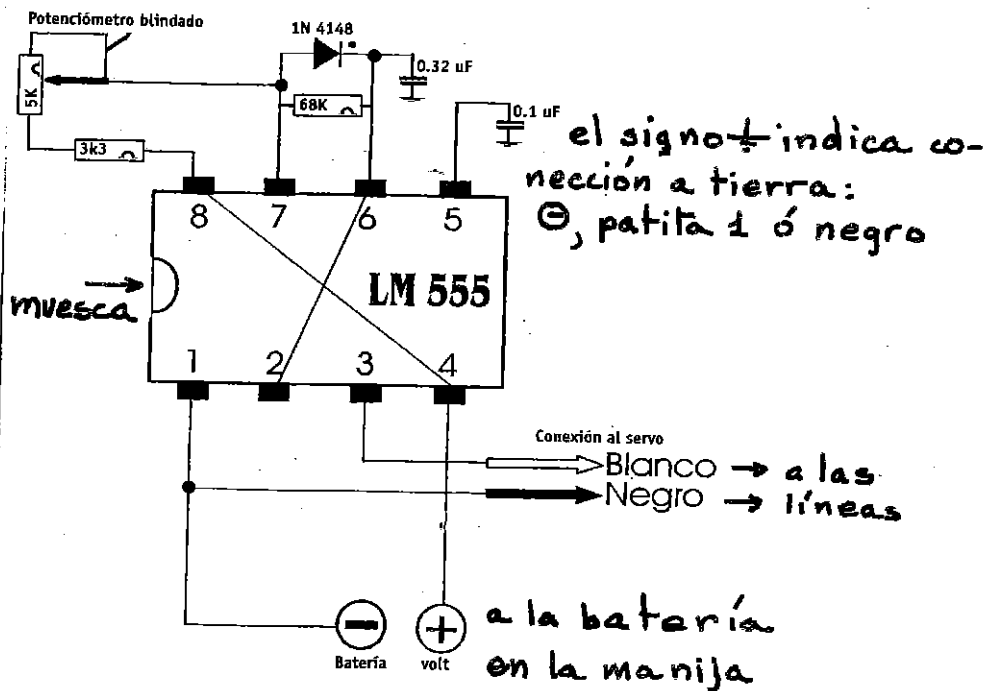 Potenciómetro blindado
1N 4148
0.32 uF
5K
68K
0.1 uF
3k3
el signo ⏚ indica co-
nección a tierra:
⊖, patita 1 ó negro
8 7 6 5
LM 555
muesca
1 2 3 4
Conexión al servo
Blanco → a las
Negro → líneas
− +
Batería volt
a la batería
en la manija